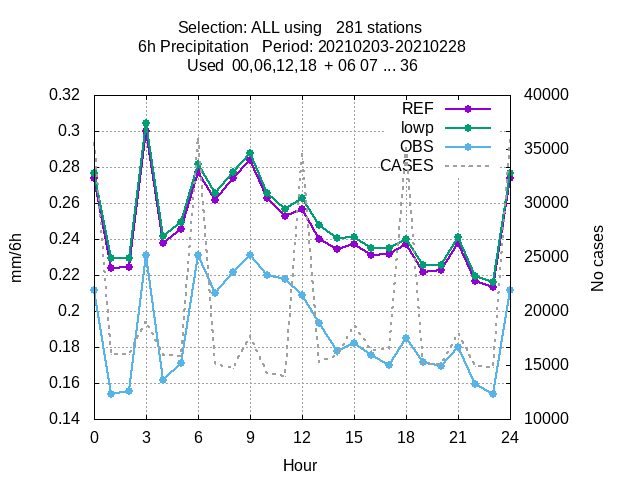 Selection: ALL using   281 stations
6h Precipitation   Period: 20210203-20210228
Used  00,06,12,18  + 06 07 ... 36
REF
lowp
OBS
CASES
0.32
0.3
0.28
0.26
0.24
0.22
0.2
0.18
0.16
0.14
mm/6h
40000
35000
30000
25000
20000
15000
10000
No cases
0 3 6 9 12 15 18 21 24
Hour